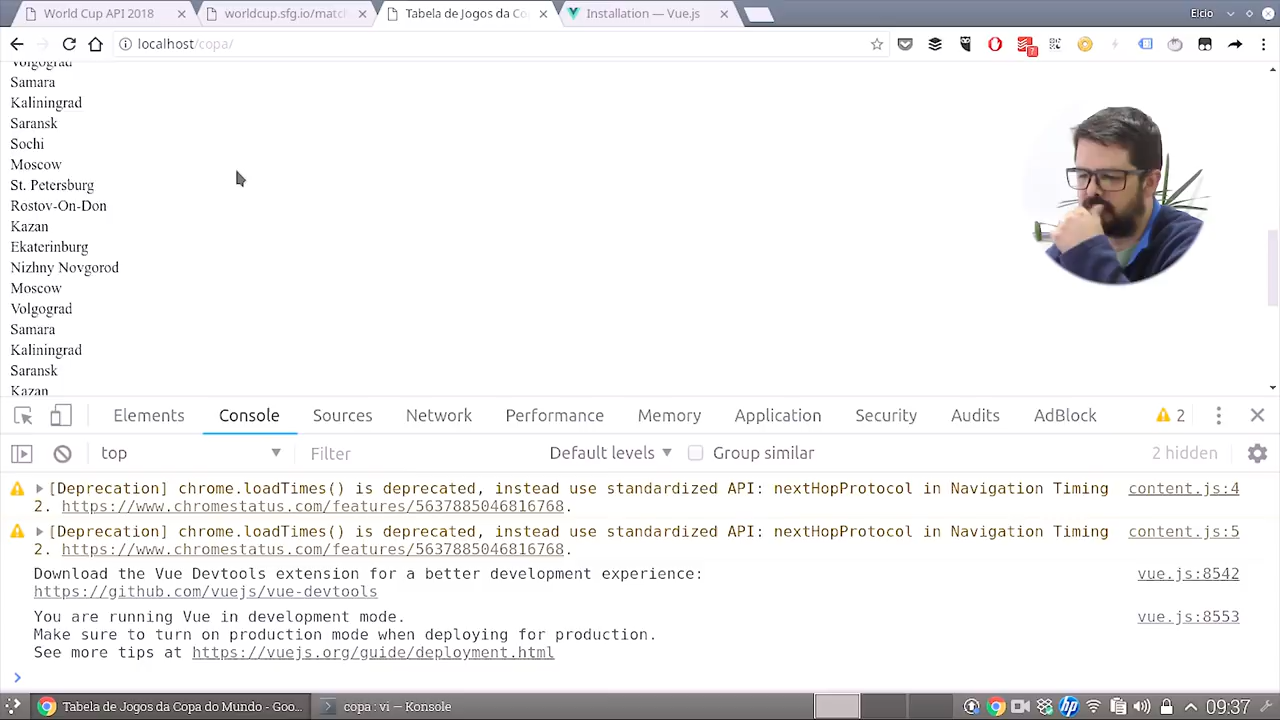 World Cup API 2018
worldcup.sfg.io/matc
Tabela de Jogos da Co
Installation — Vue.js
Elcio
localhost/copa/
7
Volgograd
Samara
Kaliningrad
Saransk
Sochi
Moscow
St. Petersburg
Rostov-On-Don
Kazan
Ekaterinburg
Nizhny Novgorod
Moscow
Volgograd
Samara
Kaliningrad
Saransk
Kazan
Elements
Console
Sources
Network
Performance
Memory
Application
Security
Audits
AdBlock
2
top
Filter
Default levels
Group similar
2 hidden
[Deprecation] chrome.loadTimes() is deprecated, instead use standardized API: nextHopProtocol in Navigation Timing content.js:4
2. https://www.chromestatus.com/features/5637885046816768.
[Deprecation] chrome.loadTimes() is deprecated, instead use standardized API: nextHopProtocol in Navigation Timing content.js:5
2. https://www.chromestatus.com/features/5637885046816768.
Download the Vue Devtools extension for a better development experience: vue.js:8542
https://github.com/vuejs/vue-devtools
You are running Vue in development mode. vue.js:8553
Make sure to turn on production mode when deploying for production.
See more tips at https://vuejs.org/guide/deployment.html
Tabela de Jogos da Copa do Mundo - Goo...
copa : vi — Konsole
09:37